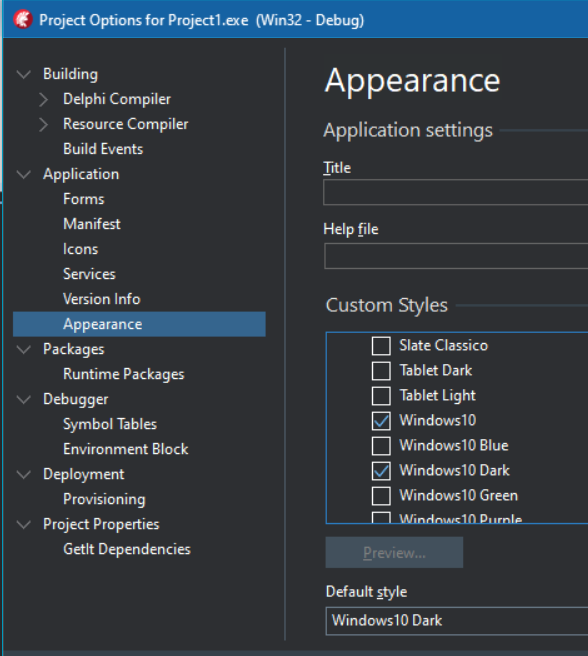 Project Options for Project1.exe (Win32 - Debug)
Building
Delphi Compiler
Resource Compiler
Build Events
Application
Forms
Manifest
Icons
Services
Version Info
Appearance
Packages
Runtime Packages
Debugger
Symbol Tables
Environment Block
Deployment
Provisioning
Project Properties
GetIt Dependencies
Appearance
Application settings
Title
Help file
Custom Styles
Slate Classico
Tablet Dark
Tablet Light
Windows10
Windows10 Blue
Windows10 Dark
Windows10 Green
Windows10 Purple
Preview...
Default style
Windows10 Dark